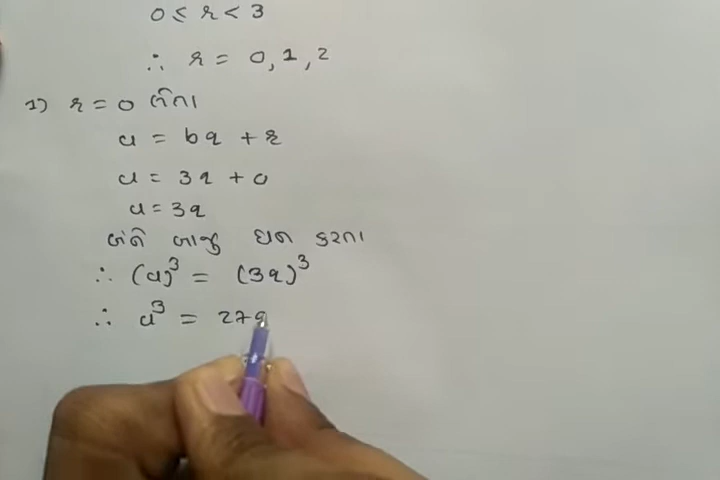 0 ≤ r < 3
∴ r = 0, 1, 2
1) r = 0 લેતા
a = bq + r
a = 3q + 0
a = 3q
બંને બાજુ ઘન કરતા
∴ (a)³ = (3q)³
∴ a³ = 27q